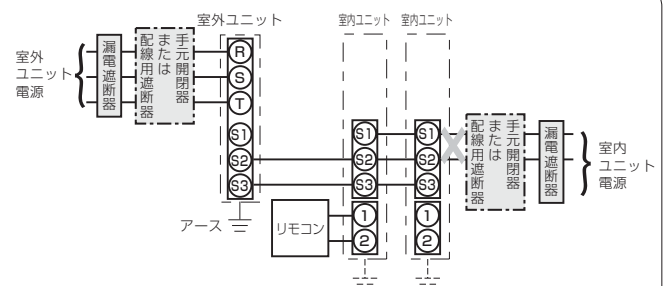 室外ユニット
室内ユニット
室内ユニット
室外
ユニット
電源
漏電遮断器
手元開閉器
または
配線用遮断器
R
S
T
S1
S2
S3
S1
S2
S3
S1
S2
S3
手元開閉器
または
配線用遮断器
漏電遮断器
室内
ユニット
電源
アース
リモコン
1
2
1
2